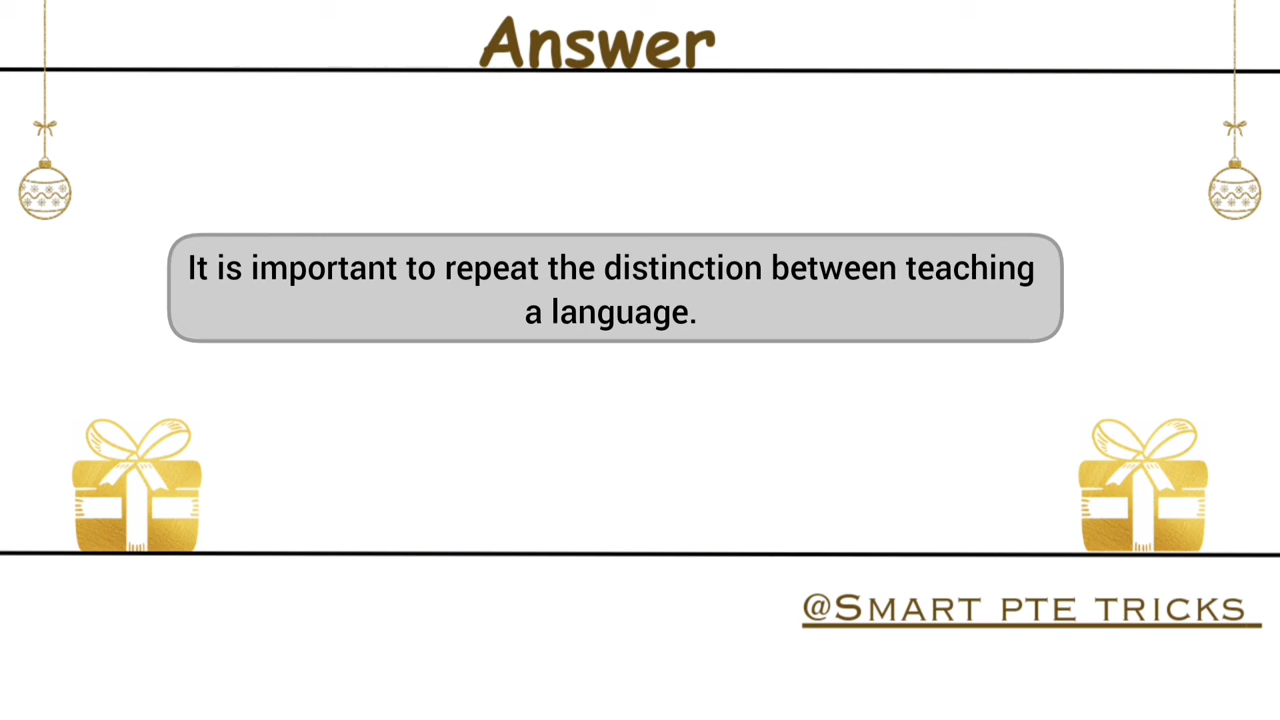 Answer
It is important to repeat the distinction between teaching
a language.
@SMART PTE TRICKS